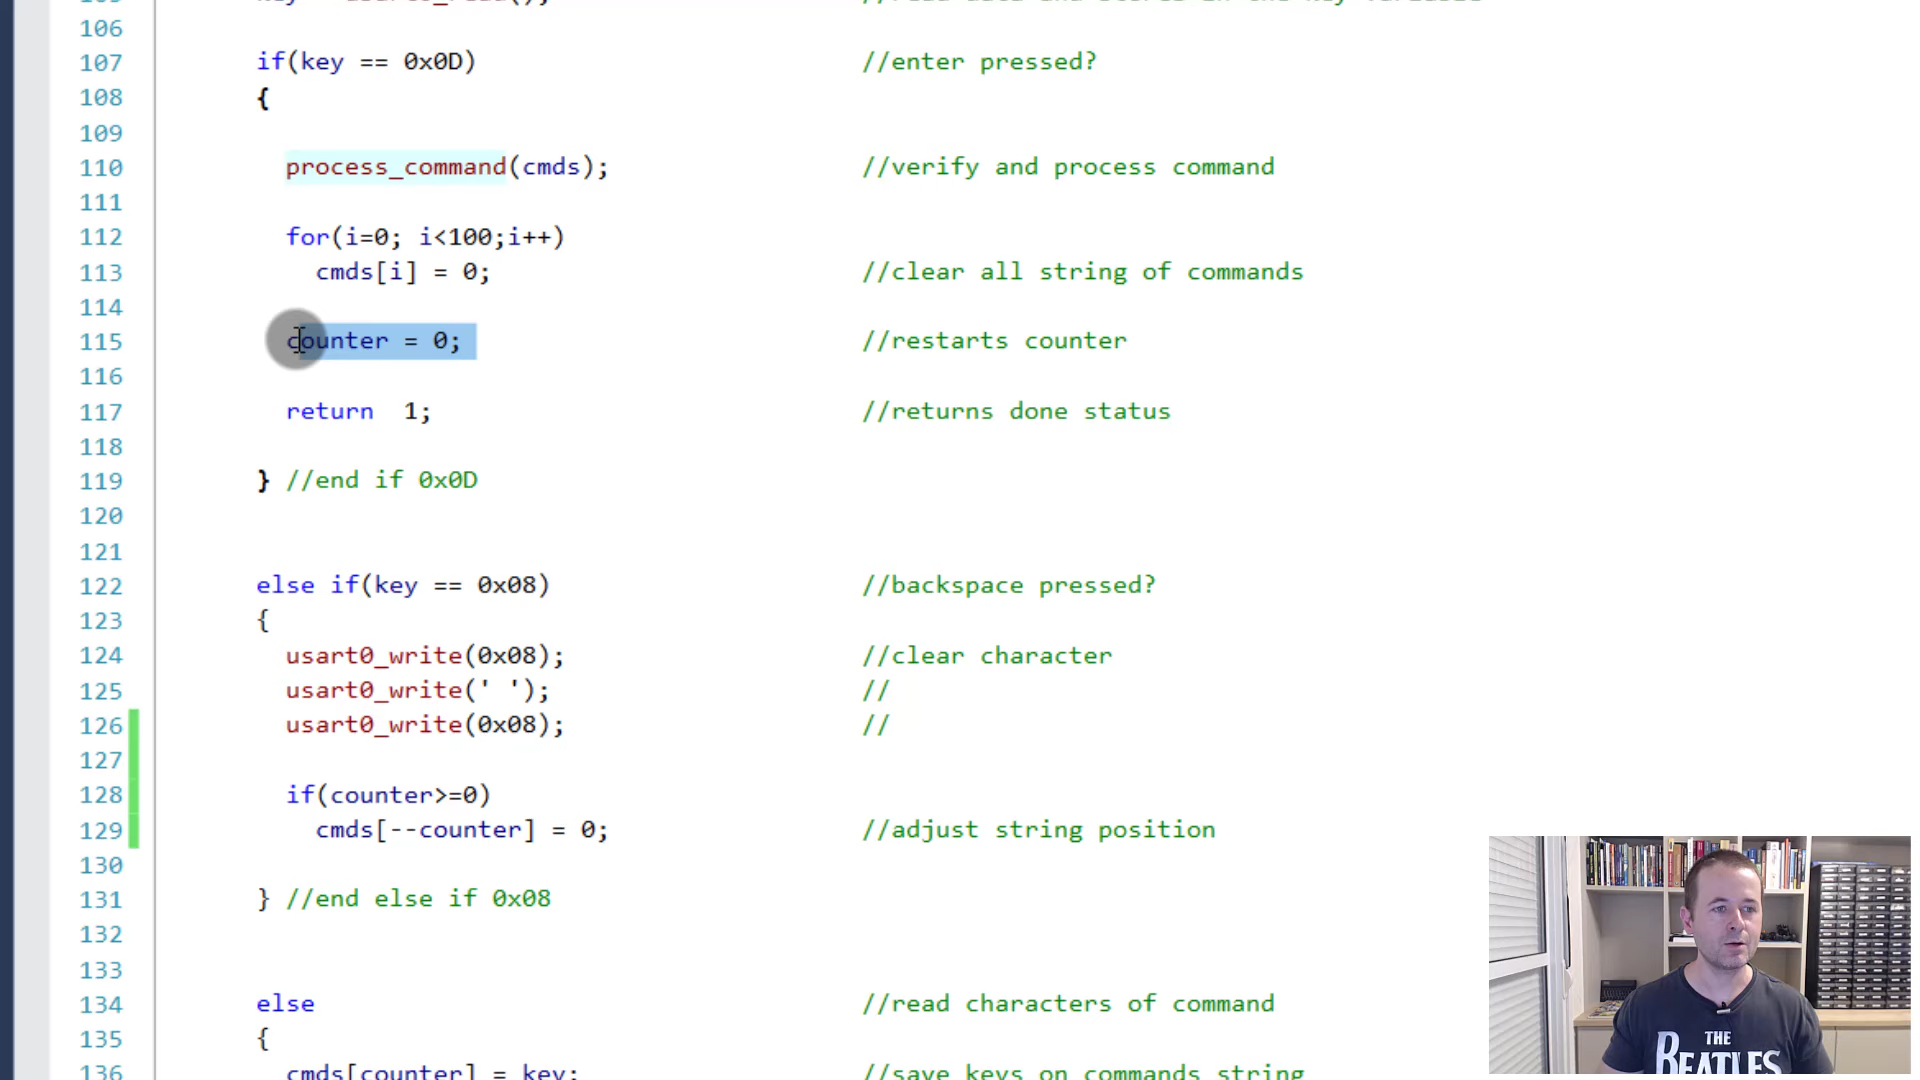 106
107 if(key == 0x0D) //enter pressed?
108 {
109
110 process_command(cmds); //verify and process command
111
112 for(i=0; i<100;i++)
113 cmds[i] = 0; //clear all string of commands
114
115 counter = 0; //restarts counter
116
117 return 1; //returns done status
118
119 } //end if 0x0D
120
121
122 else if(key == 0x08) //backspace pressed?
123 {
124 usart0_write(0x08); //clear character
125 usart0_write(' '); //
126 usart0_write(0x08); //
127
128 if(counter>=0)
129 cmds[--counter] = 0; //adjust string position
130
131 } //end else if 0x08
132
133
134 else //read characters of command
135 {
136 cmds[counter] = key; //save keys on commands string
THE
BEATLES